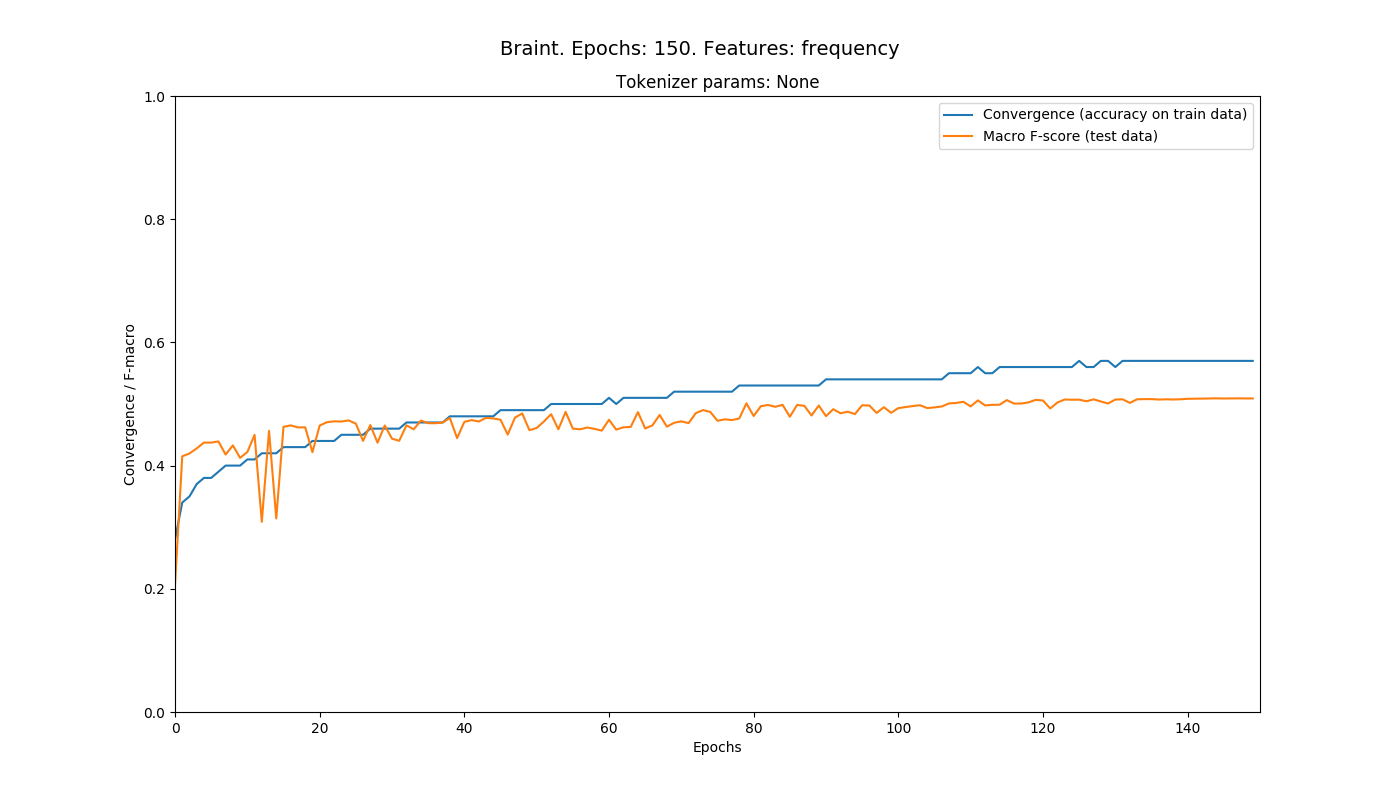 Braint. Epochs: 150. Features: frequency
Tokenizer params: None
Convergence (accuracy on train data)
Macro F-score (test data)
1.0
0.8
0.6
0.4
0.2
0.0
Convergence / F-macro
0 20 40 60 80 100 120 140
Epochs